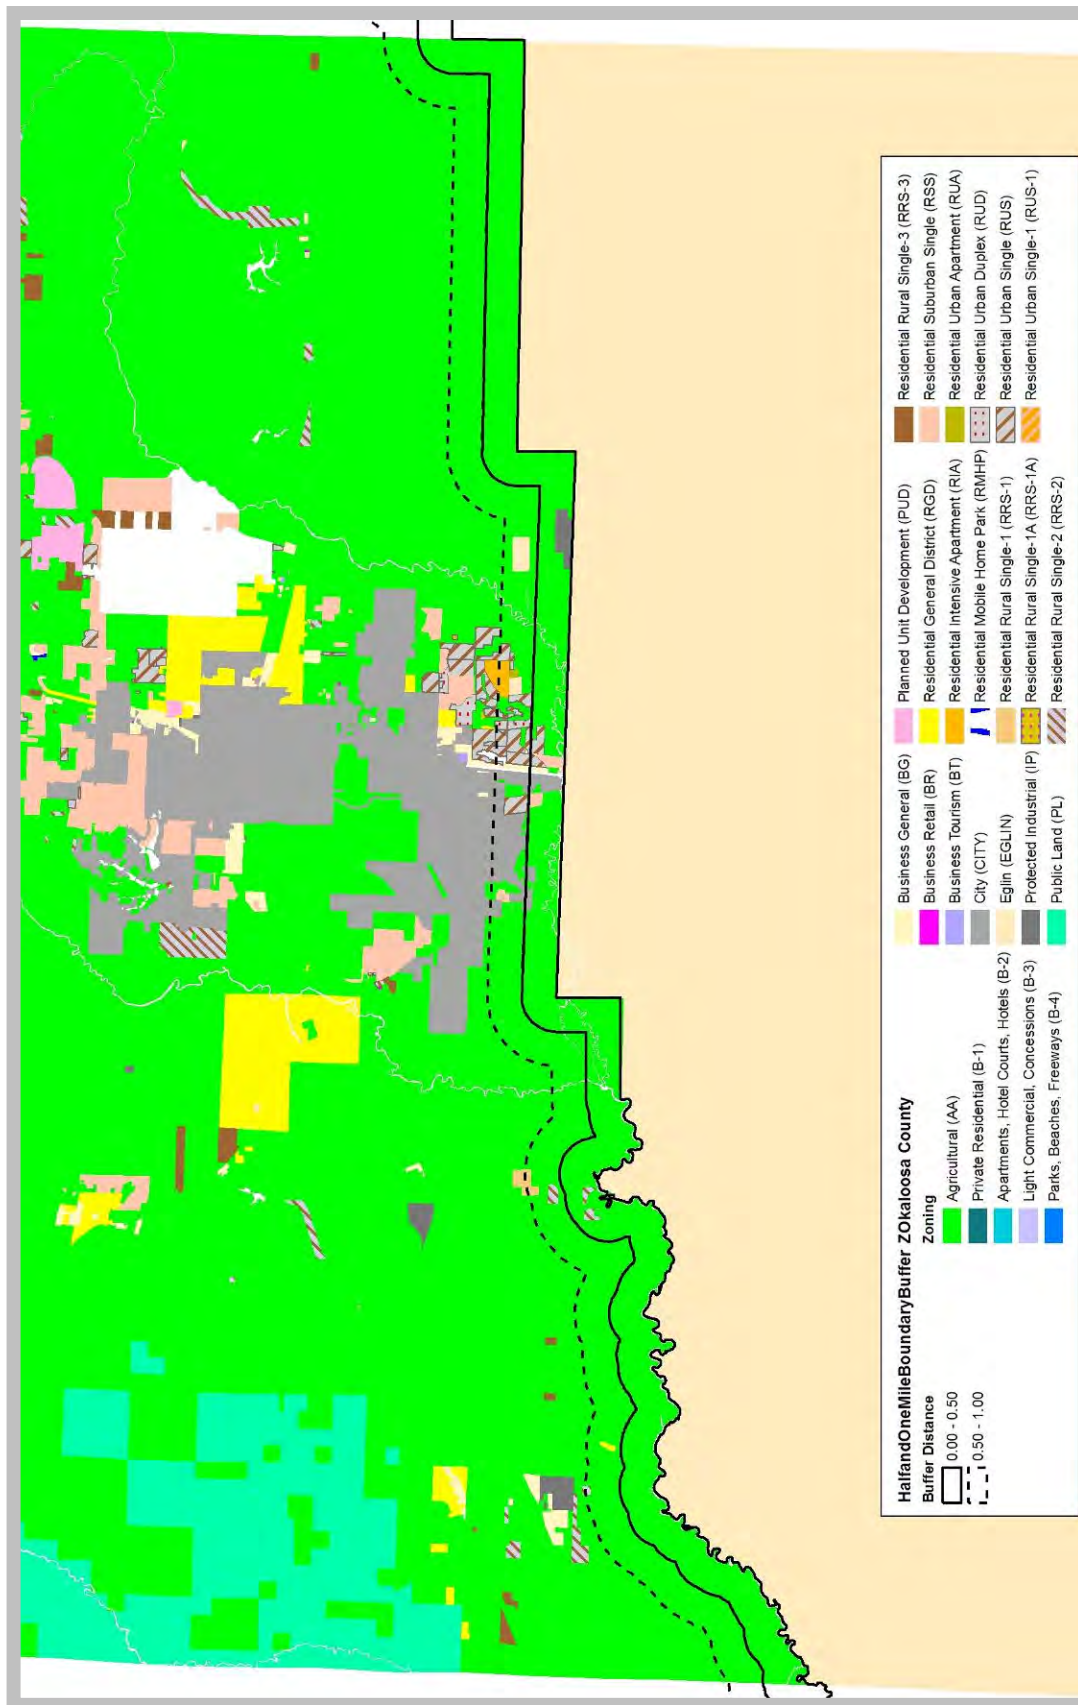 HalfandOneMileBoundaryBuffer ZOkaloosa County
Buffer Distance
0.00 - 0.50
0.50 - 1.00
Zoning
Agricultural (AA)
Private Residential (B-1)
Apartments, Hotel Courts, Hotels (B-2)
Light Commercial, Concessions (B-3)
Parks, Beaches, Freeways (B-4)
Business General (BG)
Business Retail (BR)
Business Tourism (BT)
City (CITY)
Eglin (EGLIN)
Protected Industrial (IP)
Public Land (PL)
Planned Unit Development (PUD)
Residential General District (RGD)
Residential Intensive Apartment (RIA)
Residential Mobile Home Park (RMHP)
Residential Rural Single-1 (RRS-1)
Residential Rural Single-1A (RRS-1A)
Residential Rural Single-2 (RRS-2)
Residential Rural Single-3 (RRS-3)
Residential Suburban Single (RSS)
Residential Urban Apartment (RUA)
Residential Urban Duplex (RUD)
Residential Urban Single (RUS)
Residential Urban Single-1 (RUS-1)